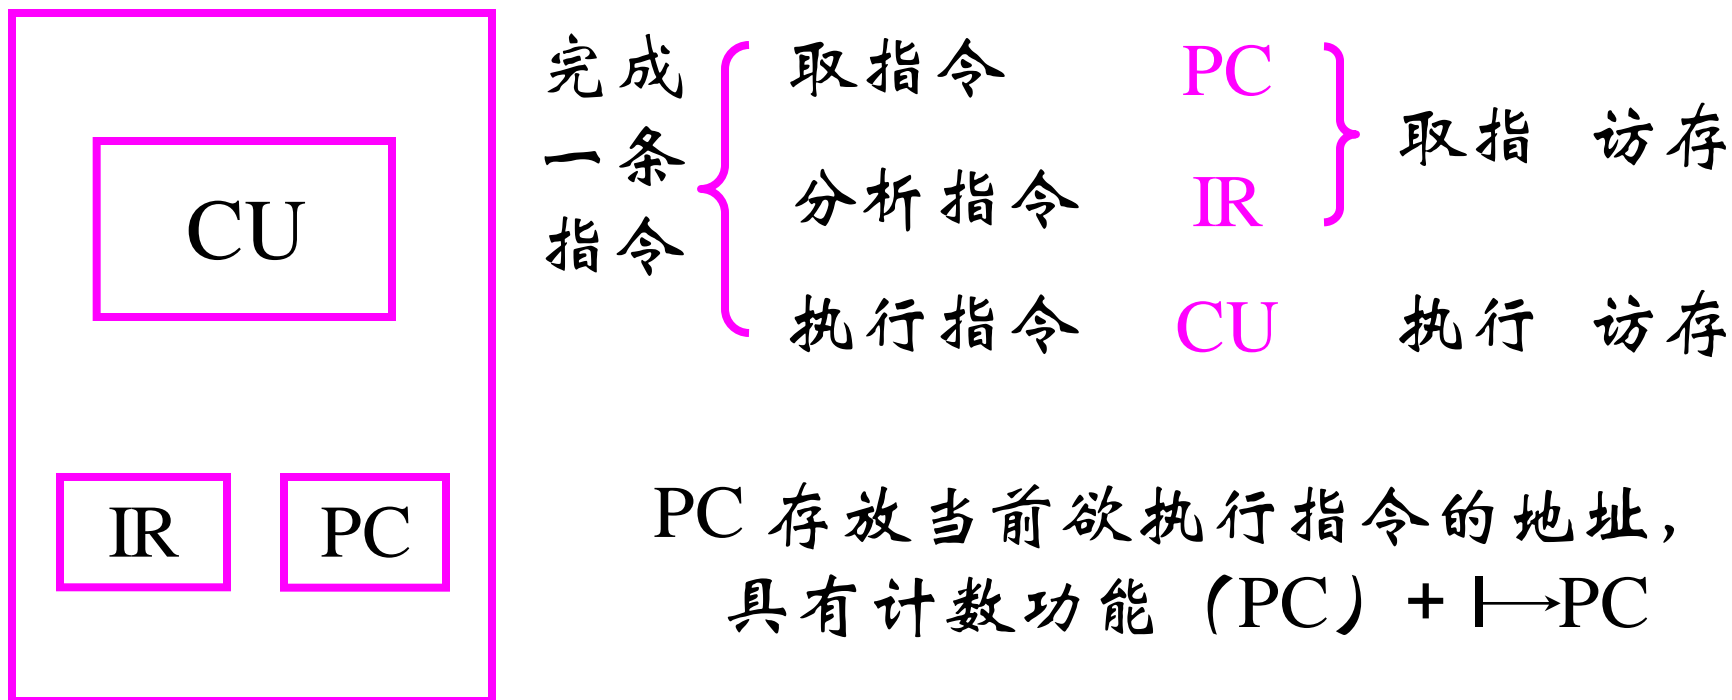 CU
IR PC
完成 取指令 PC
一条 取指 访存
分析指令 IR
指令
执行指令 CU 执行 访存
PC 存放当前欲执行指令的地址，
具有计数功能（PC）+ 1→PC